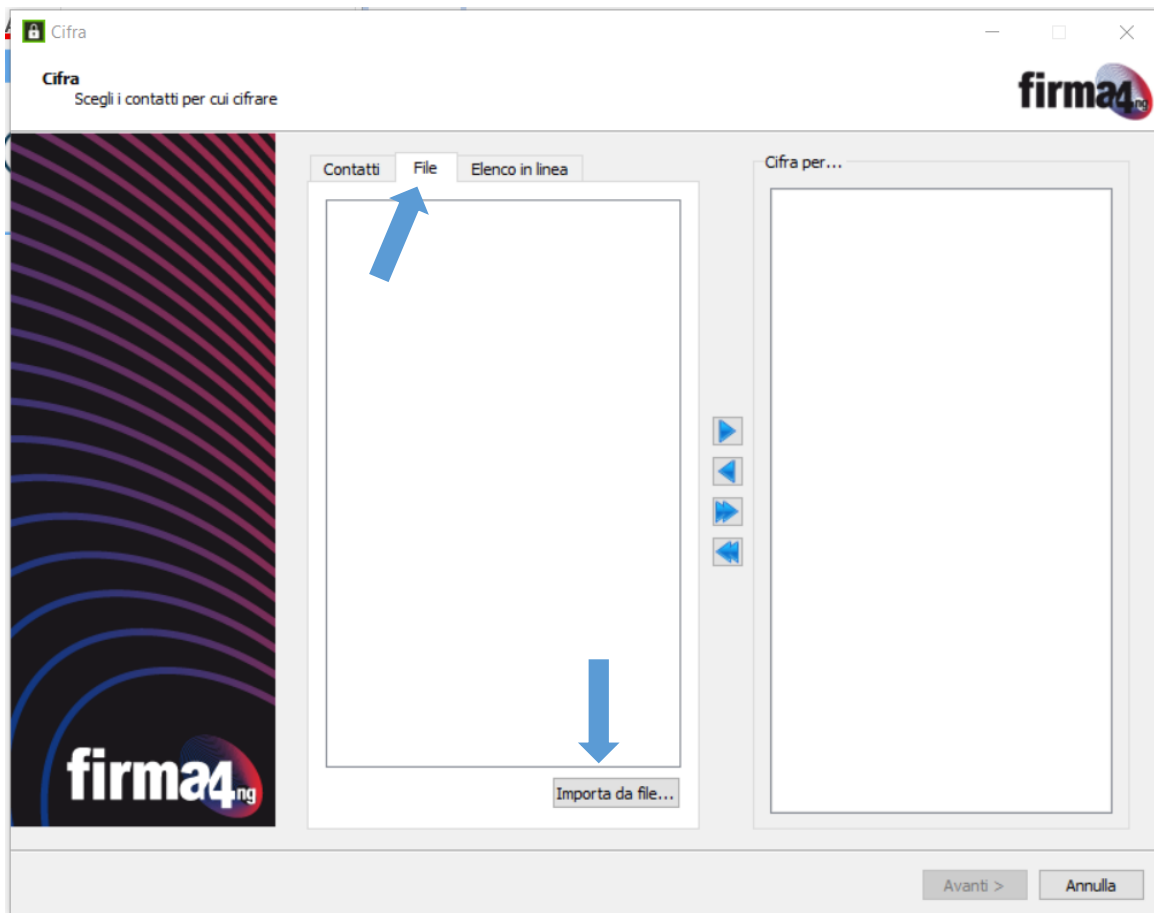 Cifra
Cifra
Scegli i contatti per cui cifrare
firma4ng
Contatti
File
Elenco in linea
Cifra per...
Importa da file...
firma4ng
Avanti >
Annulla